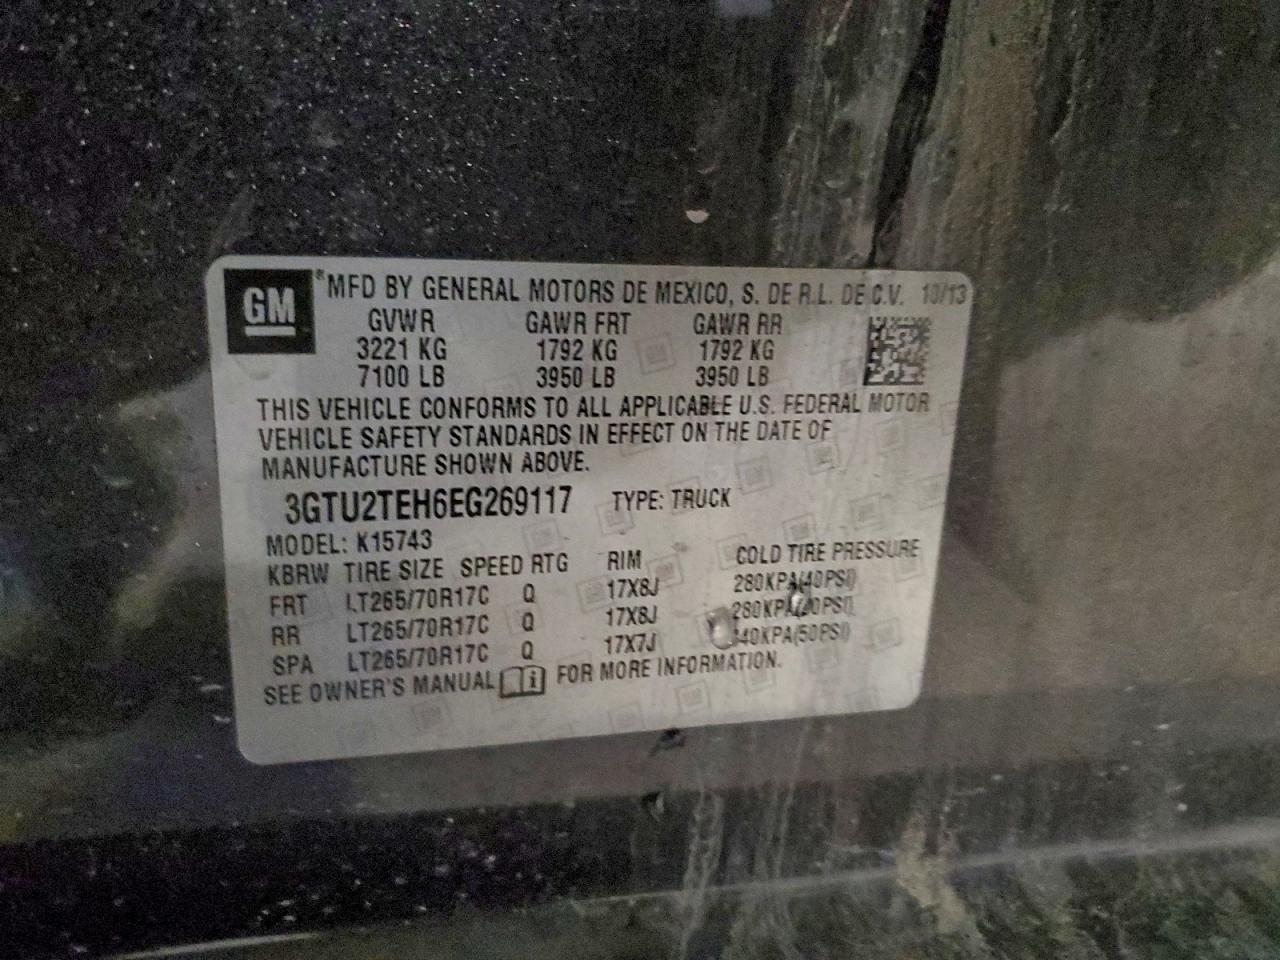 GM
® MFD BY GENERAL MOTORS DE MEXICO, S. DE R.L. DE C.V. 10/13
GVWR GAWR FRT GAWR RR
3221 KG 1792 KG 1792 KG
7100 LB 3950 LB 3950 LB
THIS VEHICLE CONFORMS TO ALL APPLICABLE U.S. FEDERAL MOTOR
VEHICLE SAFETY STANDARDS IN EFFECT ON THE DATE OF
MANUFACTURE SHOWN ABOVE.
3GTU2TEH6EG269117 TYPE: TRUCK
MODEL: K15743
KBRW TIRE SIZE SPEED RTG RIM COLD TIRE PRESSURE
FRT LT265/70R17C Q 17X8J 280KPA(40PSI)
RR LT265/70R17C Q 17X8J 280KPA(40PSI)
SPA LT265/70R17C Q 17X7J 340KPA(50PSI)
SEE OWNER'S MANUAL i FOR MORE INFORMATION.